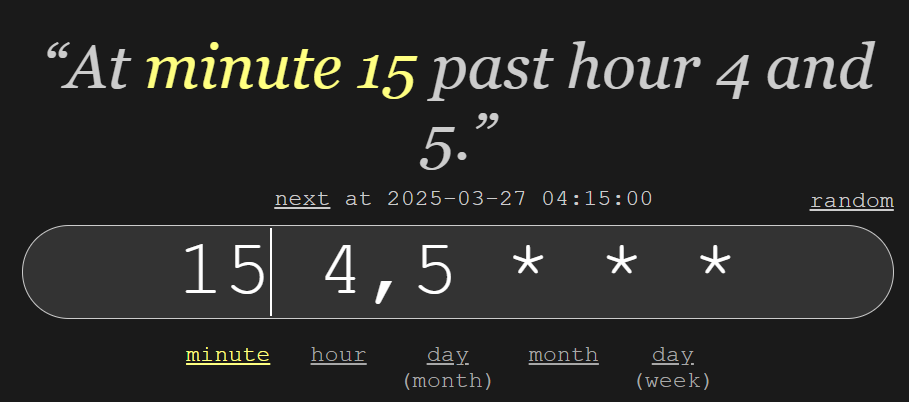 “At minute 15 past hour 4 and
5.”
next at 2025-03-27 04:15:00
random
15 4,5 * * *
minute hour day month day
(month) (week)